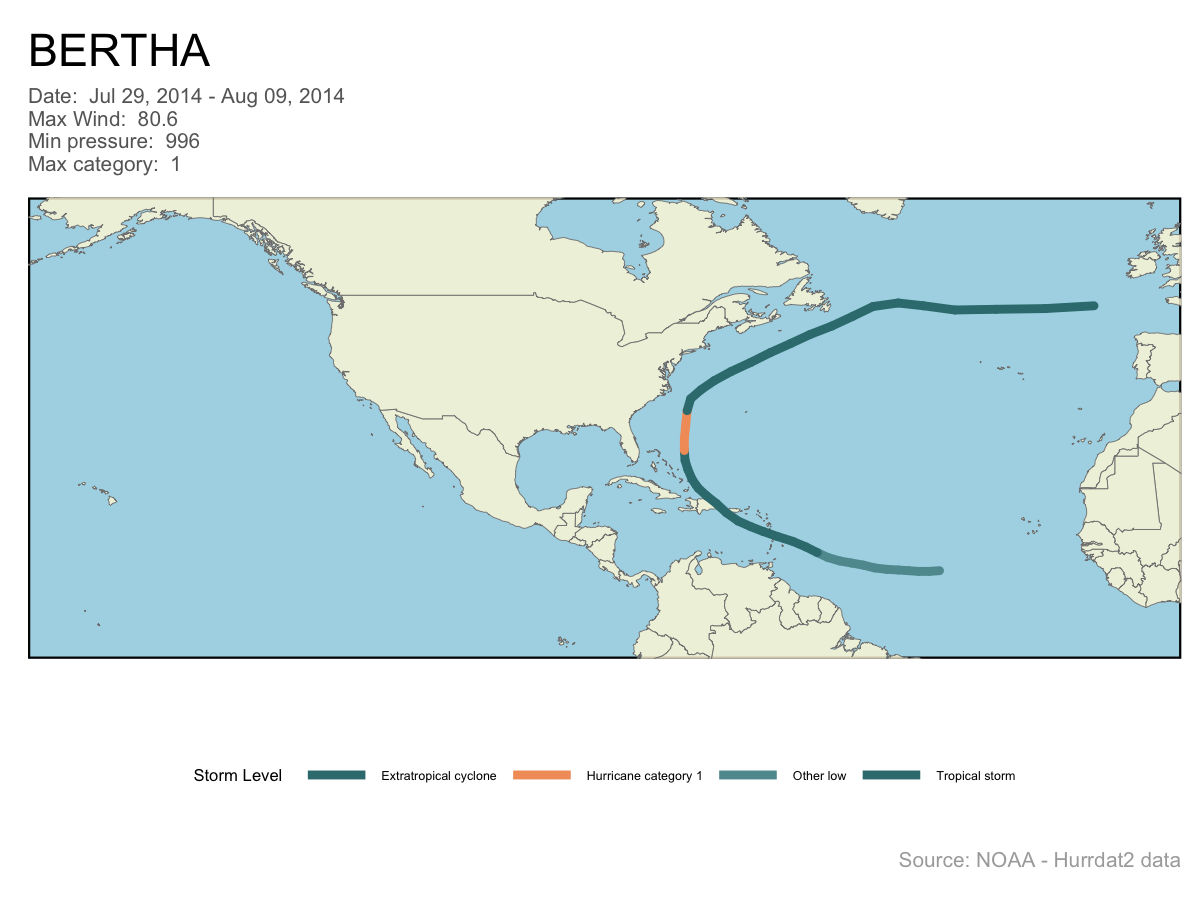 BERTHA
Date:  Jul 29, 2014 - Aug 09, 2014
Max Wind:  80.6
Min pressure:  996
Max category:  1
Storm Level  Extratropical cyclone  Hurricane category 1  Other low  Tropical storm
Source: NOAA - Hurrdat2 data